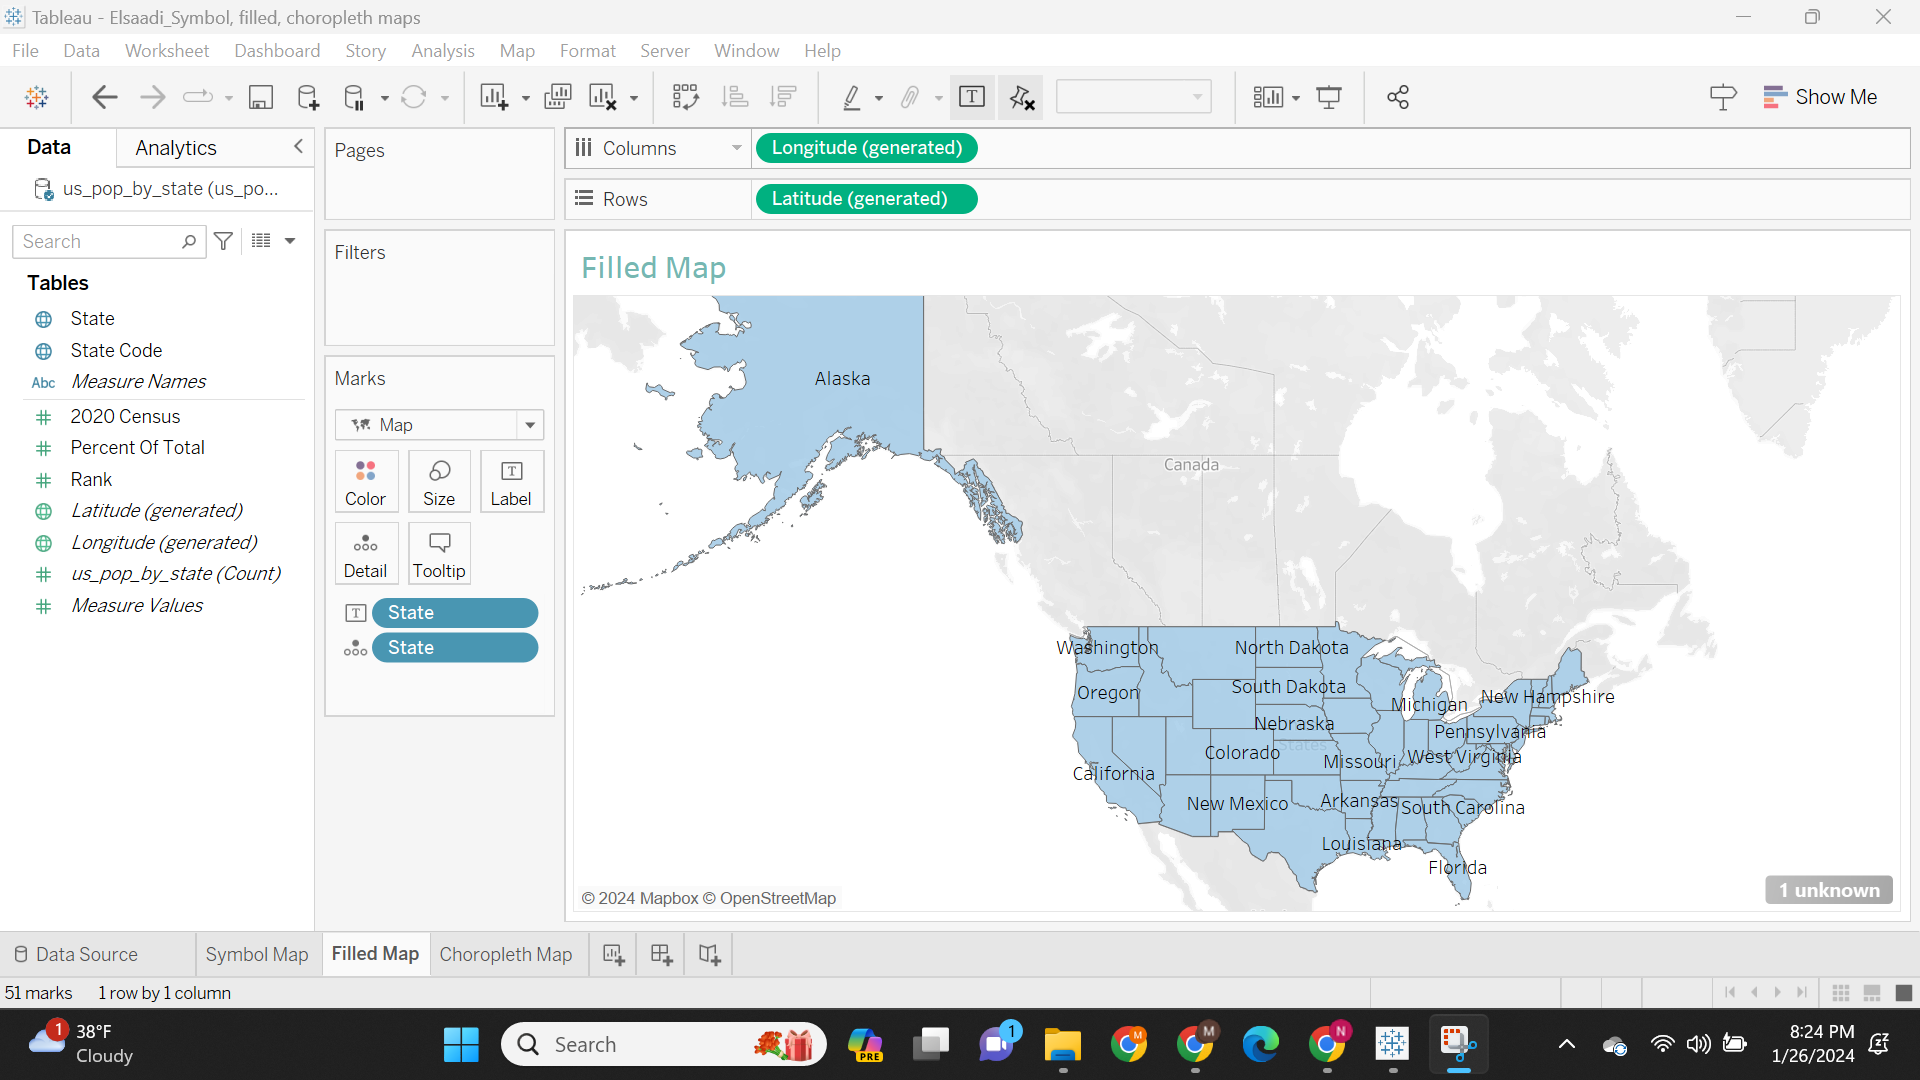 Tableau - Elsaadi_Symbol, filled, choropleth maps
File Data Worksheet Dashboard Story Analysis Map Format Server Window Help
Show Me
Data Analytics
us_pop_by_state (us_po...
Search
Tables
State
State Code
Abc Measure Names
2020 Census
Percent Of Total
Rank
Latitude (generated)
Longitude (generated)
us_pop_by_state (Count)
Measure Values
Pages
Filters
Marks
Map
Color Size Label
Detail Tooltip
State
State
Columns Longitude (generated)
Rows Latitude (generated)
Filled Map
Alaska
Canada
Washington North Dakota
Oregon South Dakota Michigan New Hampshire
Nebraska Pennsylvania
States
Colorado Missouri West Virginia
California
New Mexico Arkansas South Carolina
Louisiana
Florida
© 2024 Mapbox © OpenStreetMap
1 unknown
Data Source Symbol Map Filled Map Choropleth Map
51 marks 1 row by 1 column
1 38°F
Cloudy
Search
PRE
1
M
M
N
8:24 PM
1/26/2024